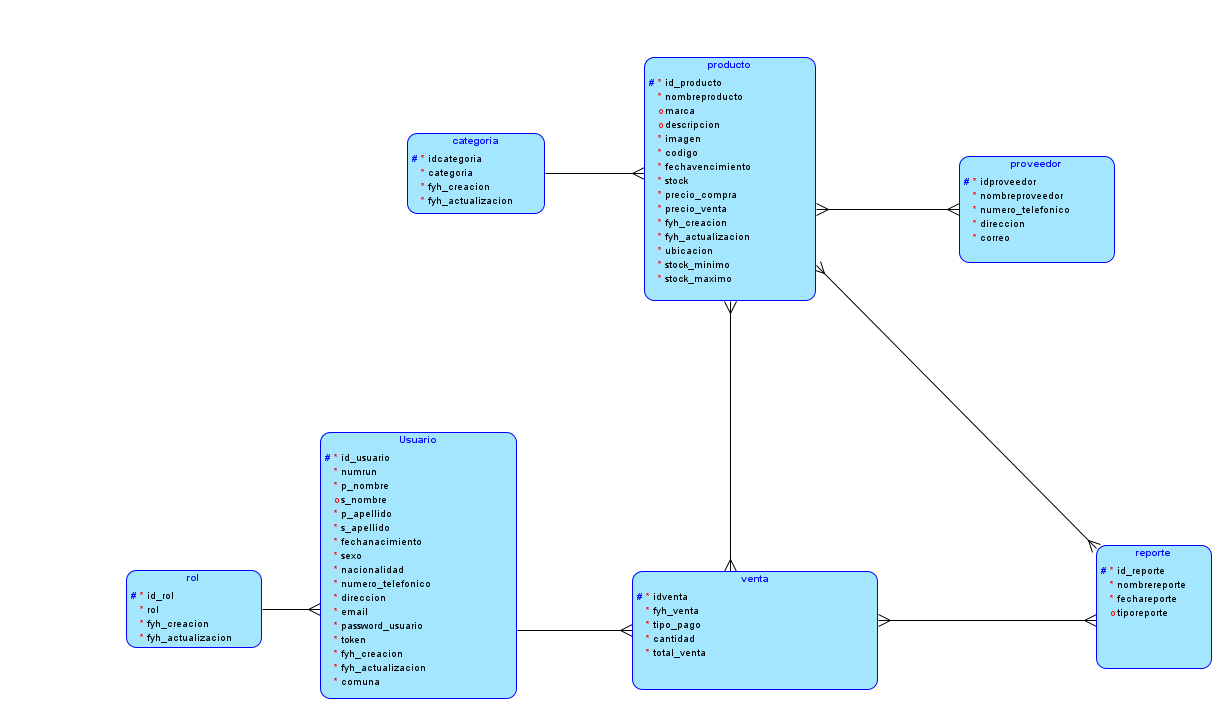 producto
# * id_producto
* nombreproducto
o marca
o descripcion
* imagen
* codigo
* fechavencimiento
* stock
* precio_compra
* precio_venta
* fyh_creacion
* fyh_actualizacion
* ubicacion
* stock_minimo
* stock_maximo
categoria
# * idcategoria
* categoria
* fyh_creacion
* fyh_actualizacion
proveedor
# * idproveedor
* nombreproveedor
* numero_telefonico
* direccion
* correo
Usuario
# * id_usuario
* numrun
* p_nombre
o s_nombre
* p_apellido
* s_apellido
* fechanacimiento
* sexo
* nacionalidad
* numero_telefonico
* direccion
* email
* password_usuario
* token
* fyh_creacion
* fyh_actualizacion
* comuna
rol
# * id_rol
* rol
* fyh_creacion
* fyh_actualizacion
venta
# * idventa
* fyh_venta
* tipo_pago
* cantidad
* total_venta
reporte
# * id_reporte
* nombrereporte
* fechareporte
o tiporeporte